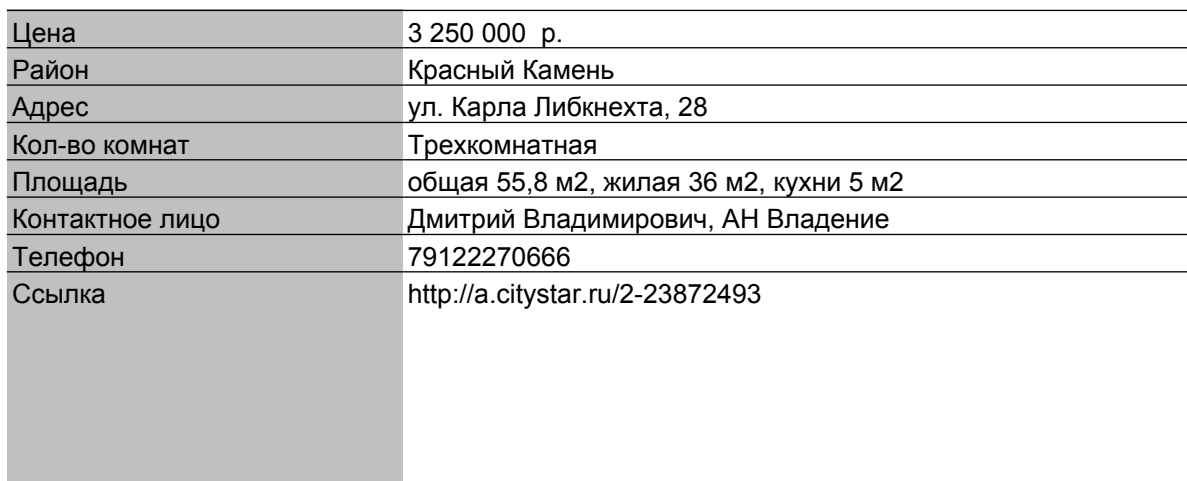 Цена 3 250 000 р.
Район Красный Камень
Адрес ул. Карла Либкнехта, 28
Кол-во комнат Трехкомнатная
Площадь общая 55,8 м2, жилая 36 м2, кухни 5 м2
Контактное лицо Дмитрий Владимирович, АН Владение
Телефон 79122270666
Ссылка http://a.citystar.ru/2-23872493